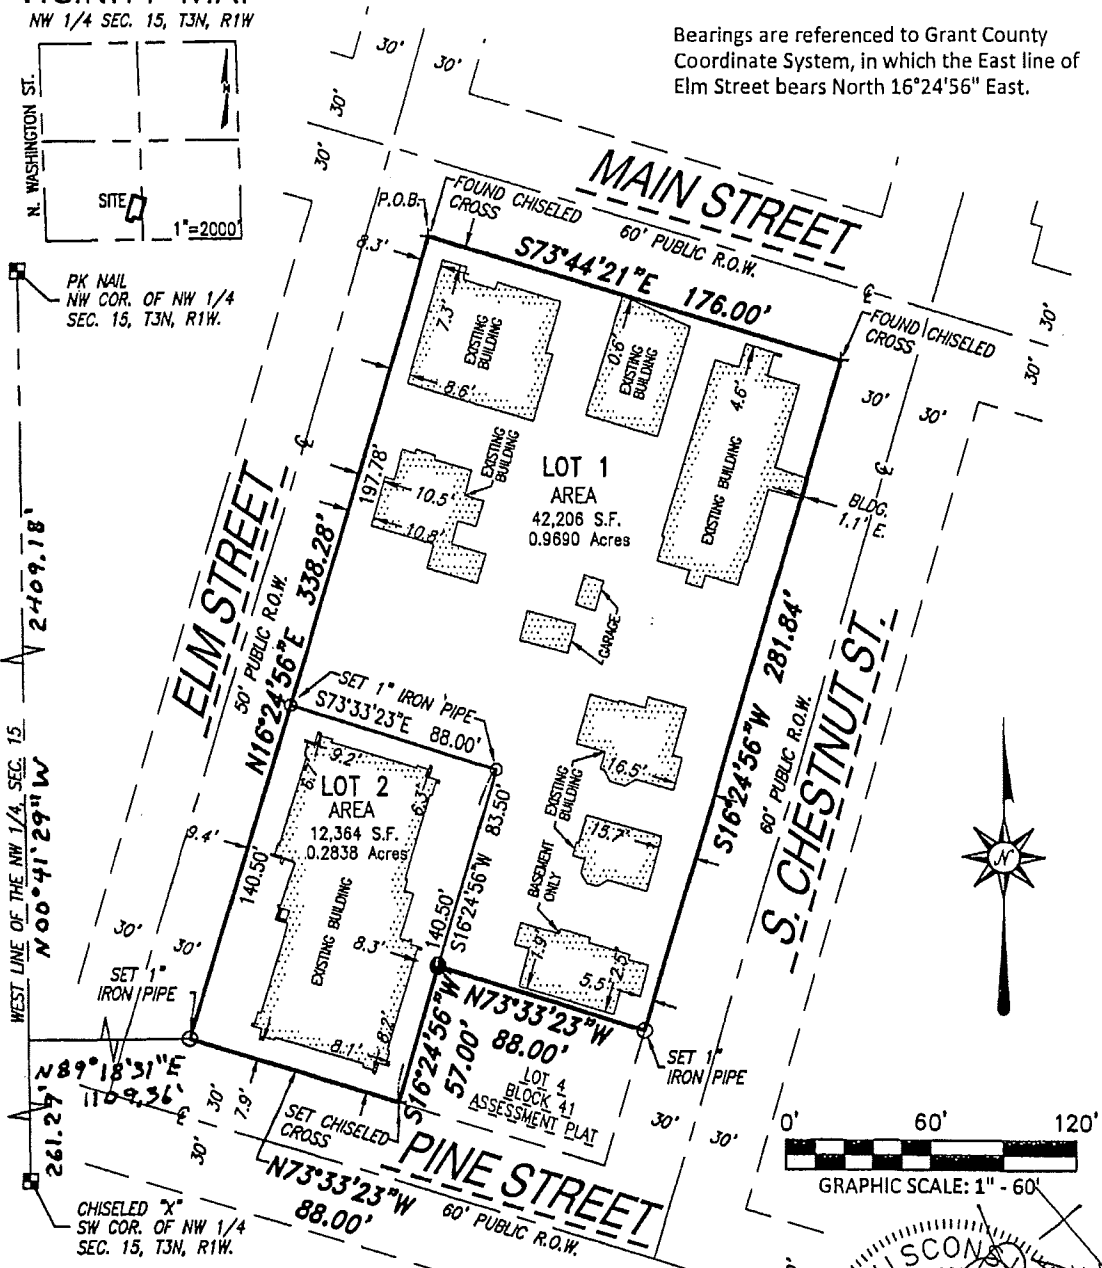 VICINITY MAP
NW 1/4 SEC. 15, T3N, R1W
N. WASHINGTON ST.
N
SITE
1"=2000'
Bearings are referenced to Grant County
Coordinate System, in which the East line of
Elm Street bears North 16°24'56" East.
PK NAIL
NW COR. OF NW 1/4
SEC. 15, T3N, R1W.
30'
30'
30'
30'
MAIN STREET
60' PUBLIC R.O.W.
P.O.B.
FOUND CHISELED
CROSS
8.3'
S73°44'21"E 176.00'
FOUND CHISELED
CROSS
30'
30'
30'
30'
7.3'
EXISTING
BUILDING
8.6'
0.6'
EXISTING
BUILDING
4.6'
EXISTING BUILDING
BLDG.
1.1' E.
EXISTING
BUILDING
10.5'
10.8'
LOT 1
AREA
42,206 S.F.
0.9690 Acres
GARAGE
197.78'
N16°24'56"E 338.28'
ELM STREET
50' PUBLIC R.O.W.
2409.18'
WEST LINE OF THE NW 1/4, SEC. 15
N00°41'29"W
SET 1" IRON PIPE
S73°33'23"E 88.00'
S16°24'56"W 281.84'
60' PUBLIC R.O.W.
S. CHESTNUT ST.
9.2'
6.7'
6.3'
LOT 2
AREA
12,364 S.F.
0.2838 Acres
EXISTING BUILDING
8.3'
8.2'
8.1'
9.4'
140.50'
140.50'
S16°24'56"W 83.50'
16.5'
EXISTING
BUILDING
15.7'
BASEMENT
ONLY
7.9'
5.5'
2.5'
N
30'
30'
SET 1"
IRON PIPE
N73°33'23"W
88.00'
S16°24'56"W
57.00'
LOT 4
BLOCK 41
ASSESSMENT PLAT
SET 1"
IRON PIPE
N89°18'31"E
1109.36'
261.27'
30'
7.9'
30'
SET CHISELED
CROSS
30'
30'
PINE STREET
60' PUBLIC R.O.W.
N73°33'23"W
88.00'
CHISELED "X"
SW COR. OF NW 1/4
SEC. 15, T3N, R1W.
0' 60' 120'
GRAPHIC SCALE: 1" - 60'